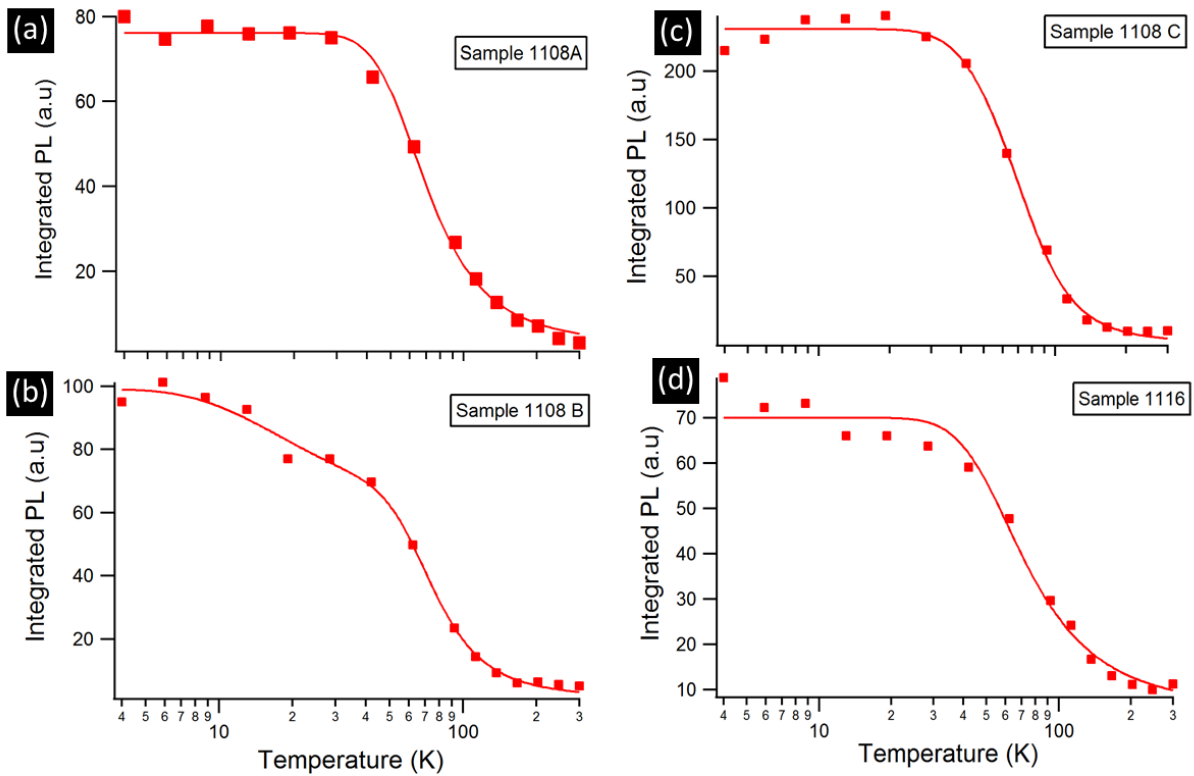 (a)
Sample 1108A
Integrated PL (a.u)
80
60
40
20
(c)
Sample 1108 C
Integrated PL (a.u)
200
150
100
50
(b)
Sample 1108 B
Integrated PL (a.u)
100
80
60
40
20
4 5 6 7 8 9 10 2 3 4 5 6 7 8 9 100 2 3
Temperature (K)
(d)
Sample 1116
Integrated PL (a.u)
70
60
50
40
30
20
10
4 5 6 7 8 9 10 2 3 4 5 6 7 8 9 100 2 3
Temperature (K)